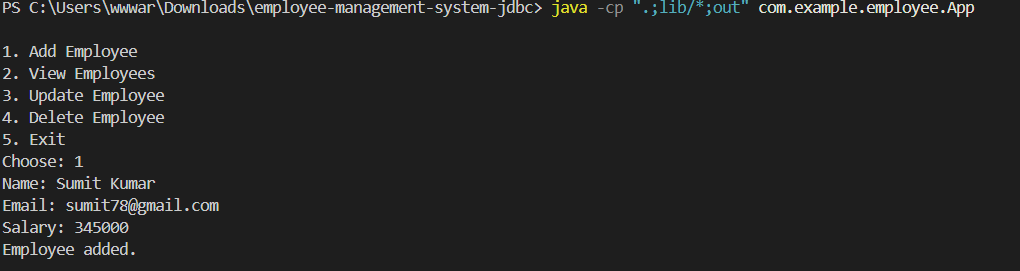 PS C:\Users\wwwar\Downloads\employee-management-system-jdbc> java -cp ".;lib/*;out" com.example.employee.App
1. Add Employee
2. View Employees
3. Update Employee
4. Delete Employee
5. Exit
Choose: 1
Name: Sumit Kumar
Email: sumit78@gmail.com
Salary: 345000
Employee added.